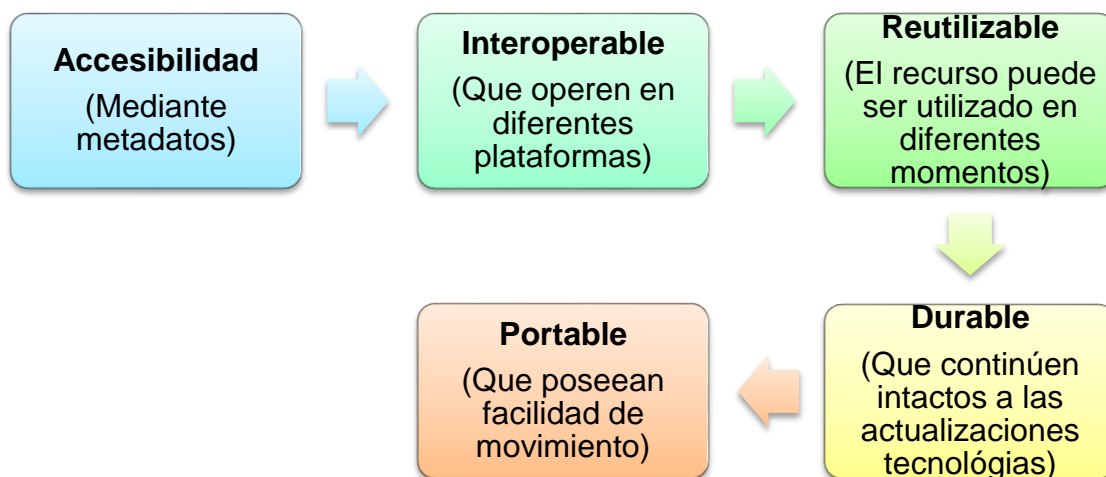 Accesibilidad
(Mediante
metadatos)
Interoperable
(Que operen en
diferentes
plataformas)
Reutilizable
(El recurso puede
ser utilizado en
diferentes
momentos)
Durable
(Que continúen
intactos a las
actualizaciones
tecnológias)
Portable
(Que poseean
facilidad de
movimiento)